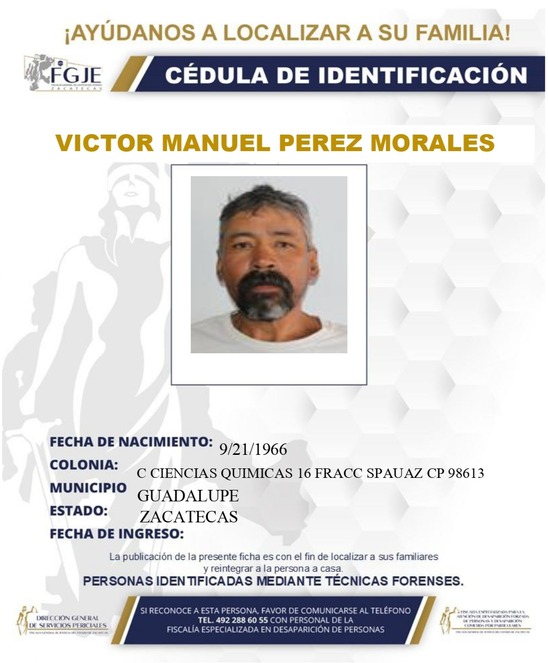 ¡AYÚDANOS A LOCALIZAR A SU FAMILIA!
FGJE
ZACATECAS
CÉDULA DE IDENTIFICACIÓN
VICTOR MANUEL PEREZ MORALES
FECHA DE NACIMIENTO: 9/21/1966
COLONIA: C CIENCIAS QUIMICAS 16 FRACC SPAUAZ CP 98613
MUNICIPIO GUADALUPE
ESTADO: ZACATECAS
FECHA DE INGRESO:
La publicación de la presente ficha es con el fin de localizar a sus familiares
y reintegrar a la persona a casa.
PERSONAS IDENTIFICADAS MEDIANTE TÉCNICAS FORENSES.
DIRECCIÓN GENERAL
DE SERVICIOS PERICIALES
SI RECONOCE A ESTA PERSONA, FAVOR DE COMUNICARSE AL TELÉFONO
TEL. 492 288 60 55 CON PERSONAL DE LA
FISCALÍA ESPECIALIZADA EN DESAPARICIÓN DE PERSONAS